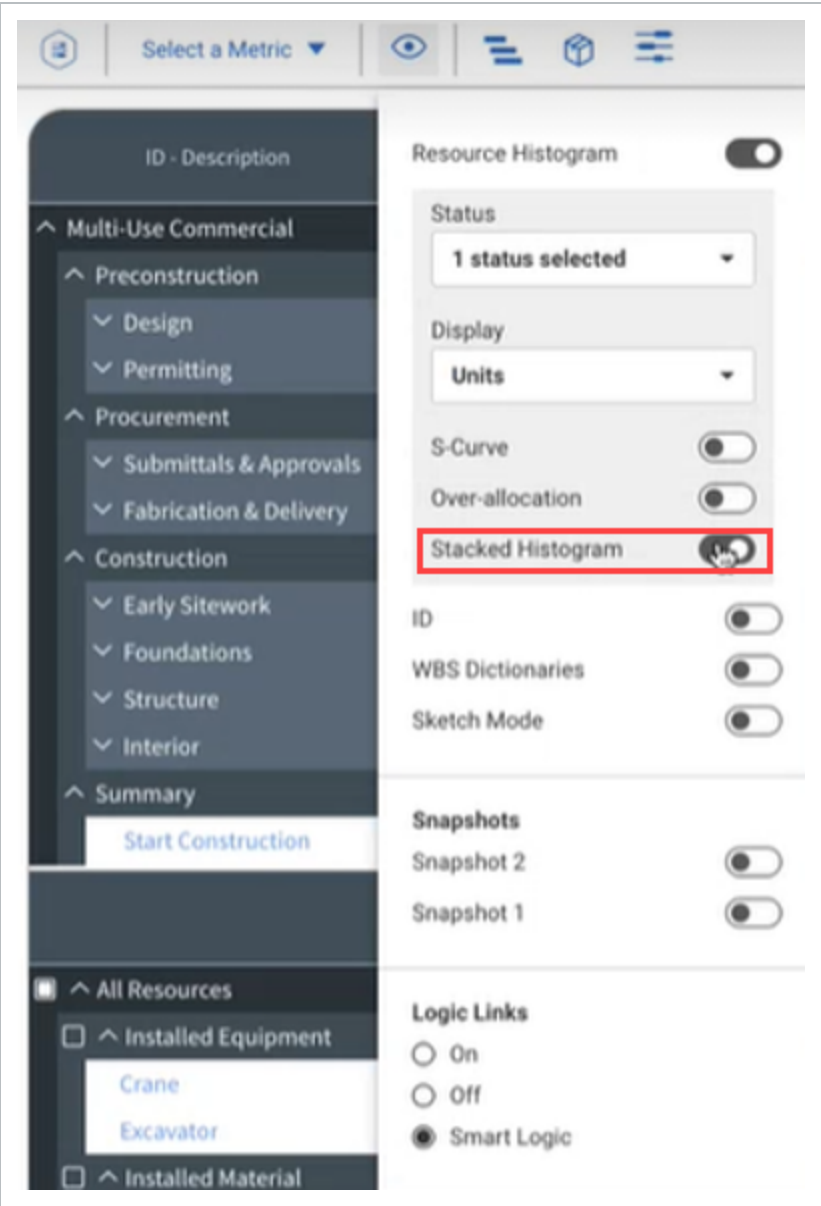 Select a Metric
ID - Description
Multi-Use Commercial
Preconstruction
Design
Permitting
Procurement
Submittals & Approvals
Fabrication & Delivery
Construction
Early Sitework
Foundations
Structure
Interior
Summary
Start Construction
All Resources
Installed Equipment
Crane
Excavator
Installed Material
Resource Histogram
Status
1 status selected
Display
Units
S-Curve
Over-allocation
Stacked Histogram
ID
WBS Dictionaries
Sketch Mode
Snapshots
Snapshot 2
Snapshot 1
Logic Links
On
Off
Smart Logic